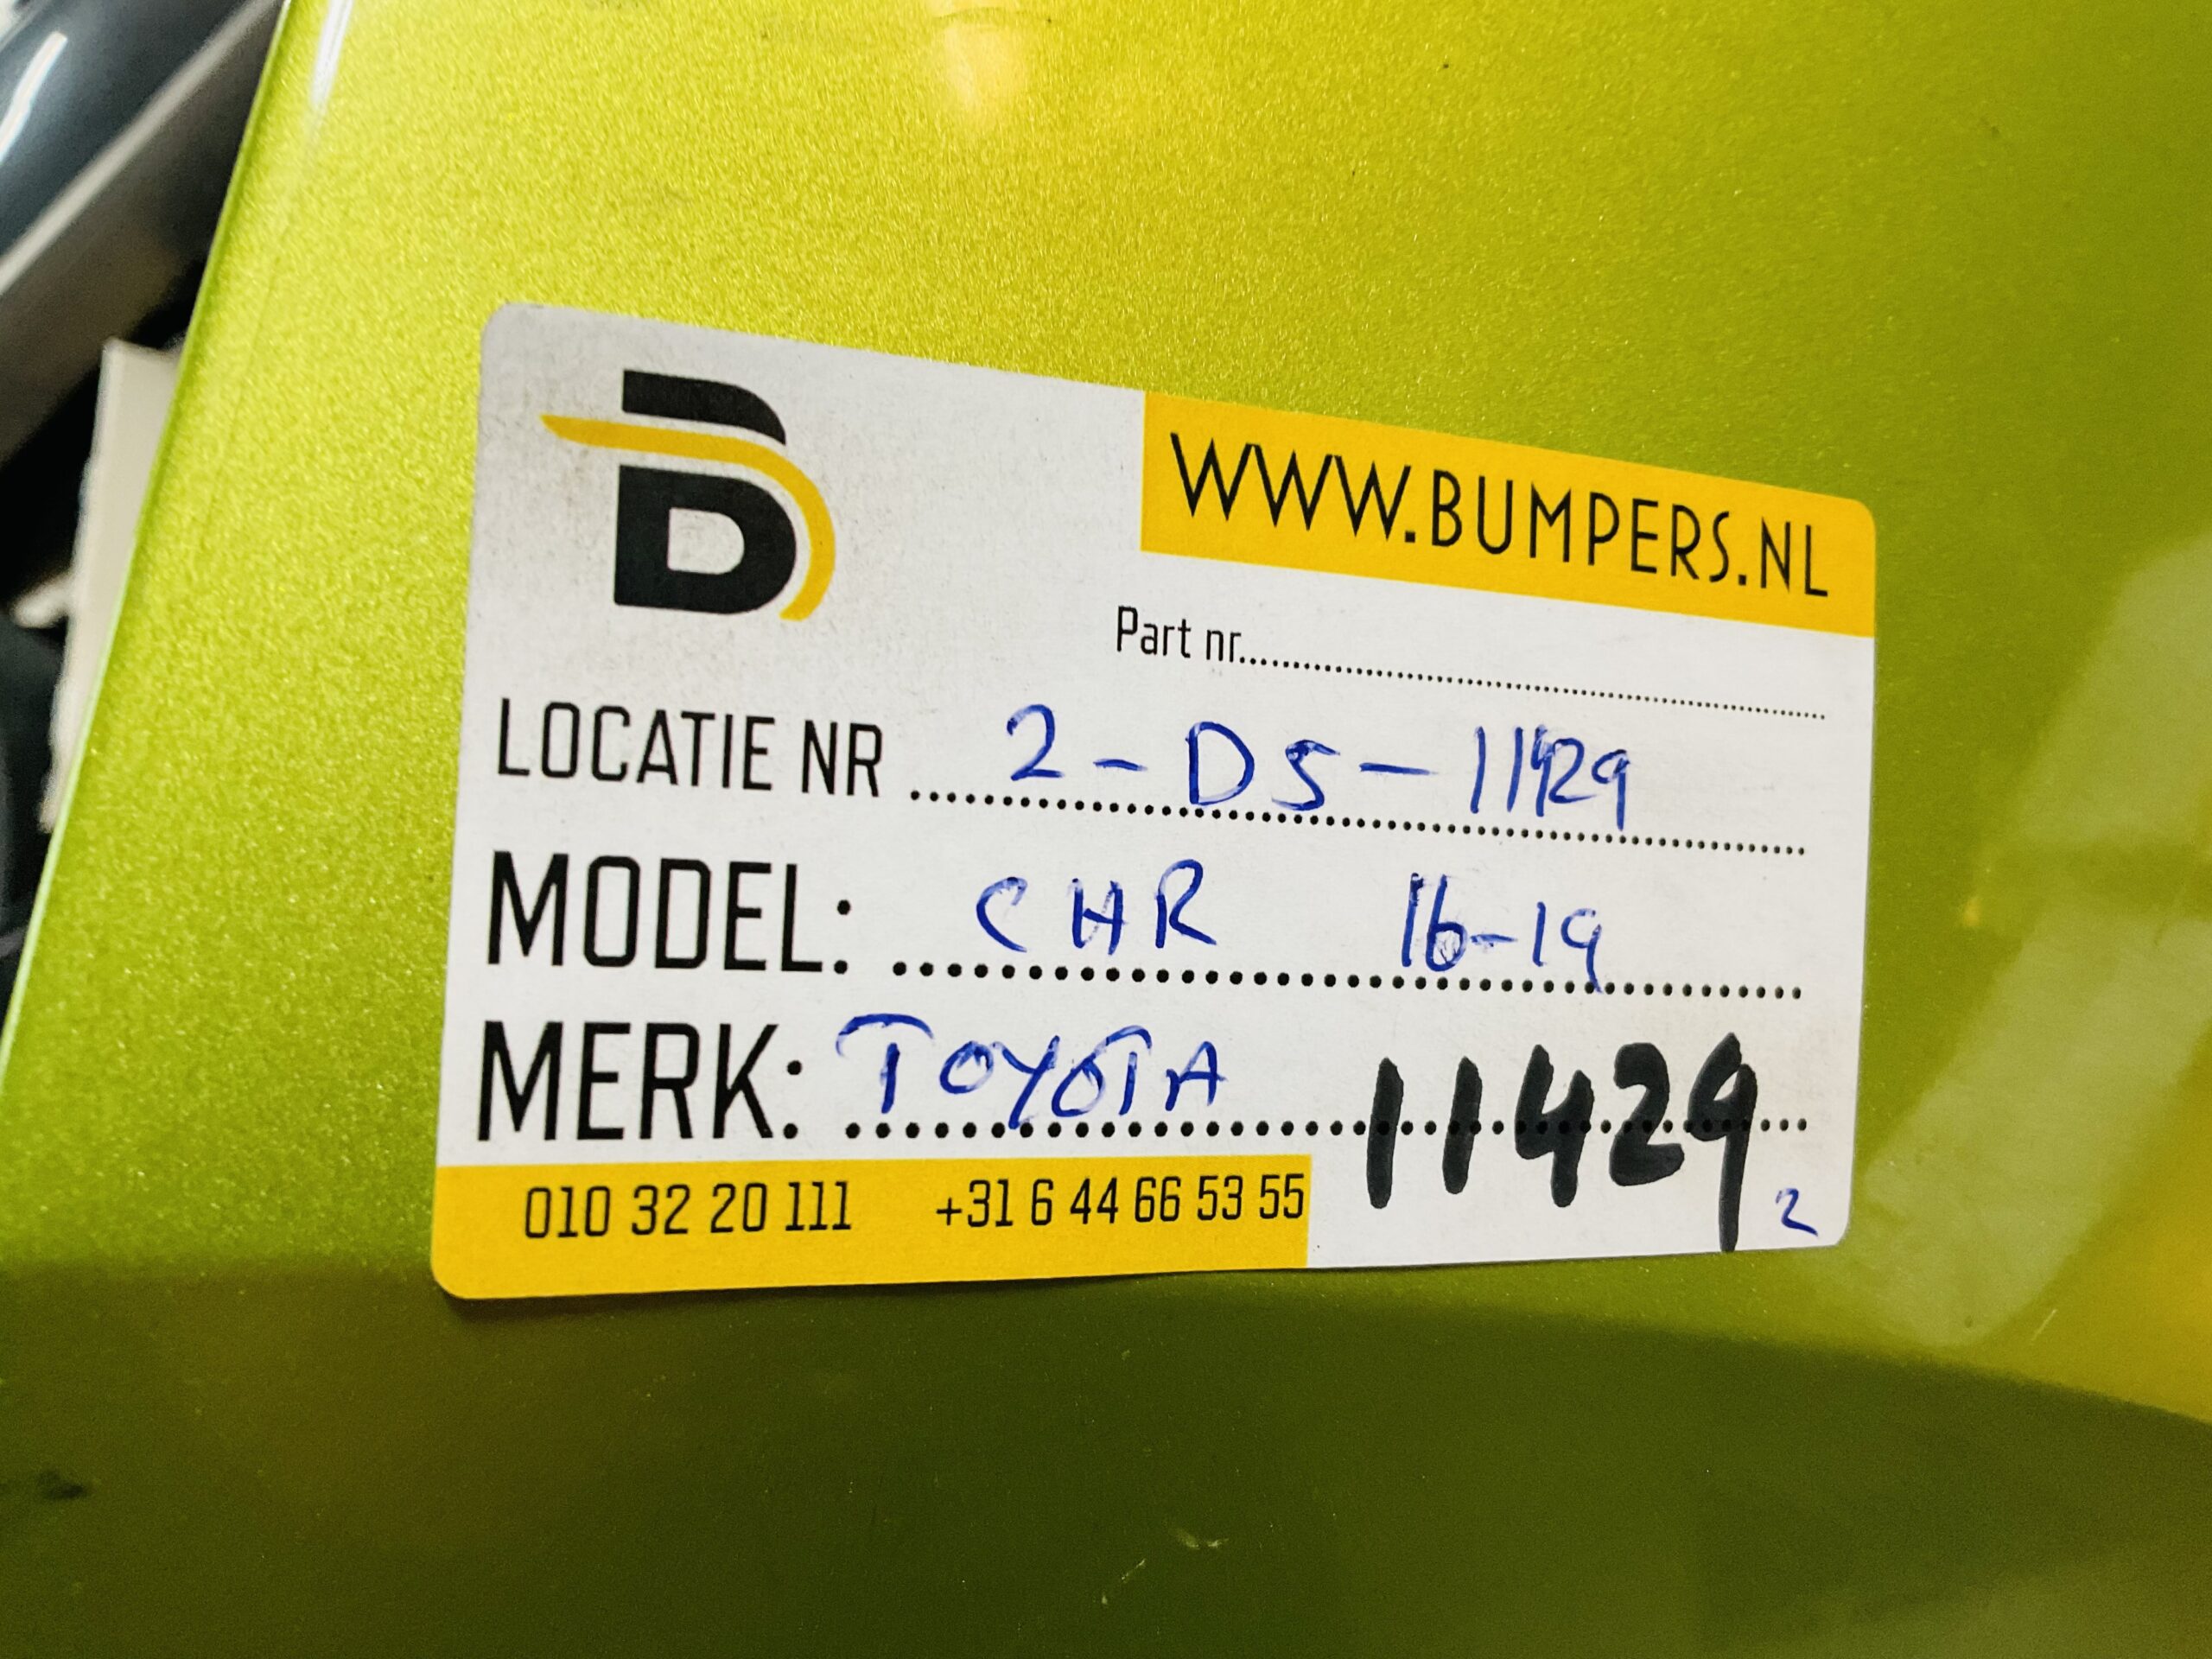 B
WWW.BUMPERS.NL
Part nr..............................
LOCATIE NR 2-DS-11429
MODEL: CHR 16-19
MERK: TOYOTA 11429
010 32 20 111 +31 6 44 66 53 55 2